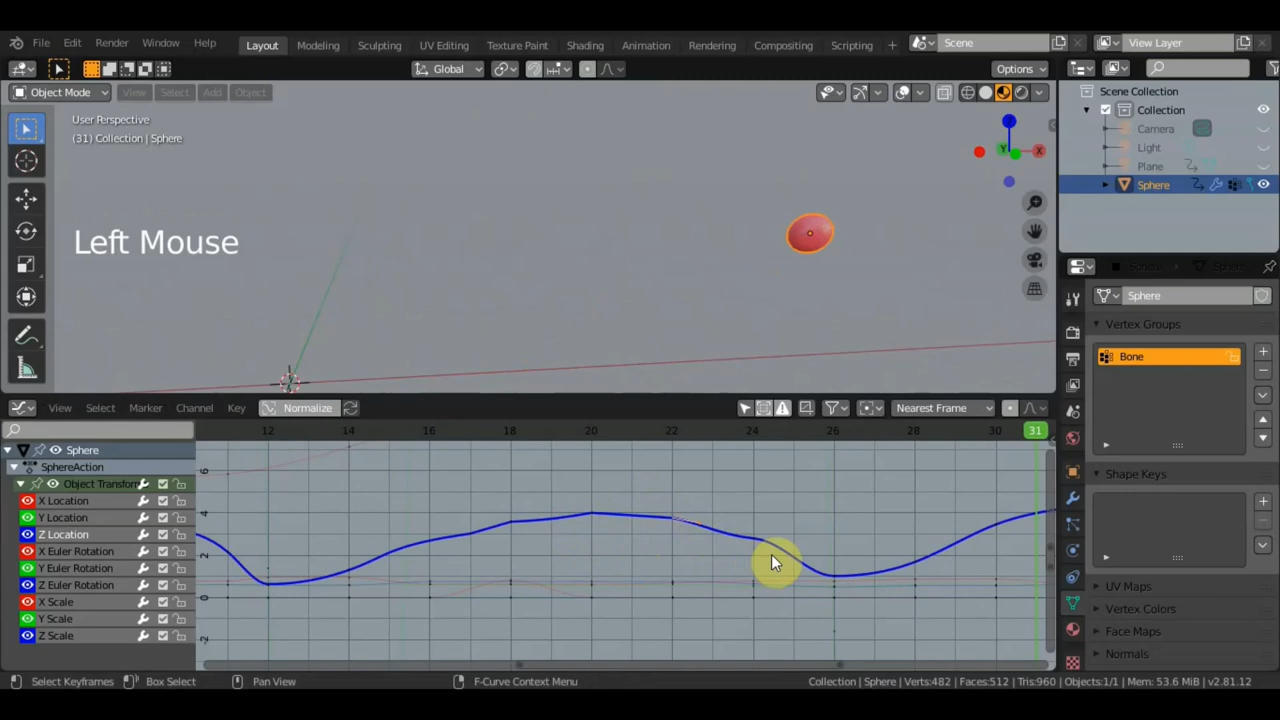 File Edit Render Window Help Layout Modeling Sculpting UV Editing Texture Paint Shading Animation Rendering Compositing Scripting + Scene View Layer
Global Options
Object Mode View Select Add Object
User Perspective
(31) Collection | Sphere
Left Mouse
Z
Y
X
Scene Collection
Collection
Camera
Light
Plane
Sphere
Sphere
Vertex Groups
Bone
Shape Keys
UV Maps
Vertex Colors
Face Maps
Normals
View Select Marker Channel Key Normalize Nearest Frame
12 14 16 18 20 22 24 26 28 30 31
Sphere
SphereAction
Object Transform
X Location
Y Location
Z Location
X Euler Rotation
Y Euler Rotation
Z Euler Rotation
X Scale
Y Scale
Z Scale
6
4
2
0
-2
Select Keyframes Box Select Pan View F-Curve Context Menu Collection | Sphere | Verts:482 | Faces:512 | Tris:960 | Objects:1/1 | Mem: 53.6 MiB | v2.81.12